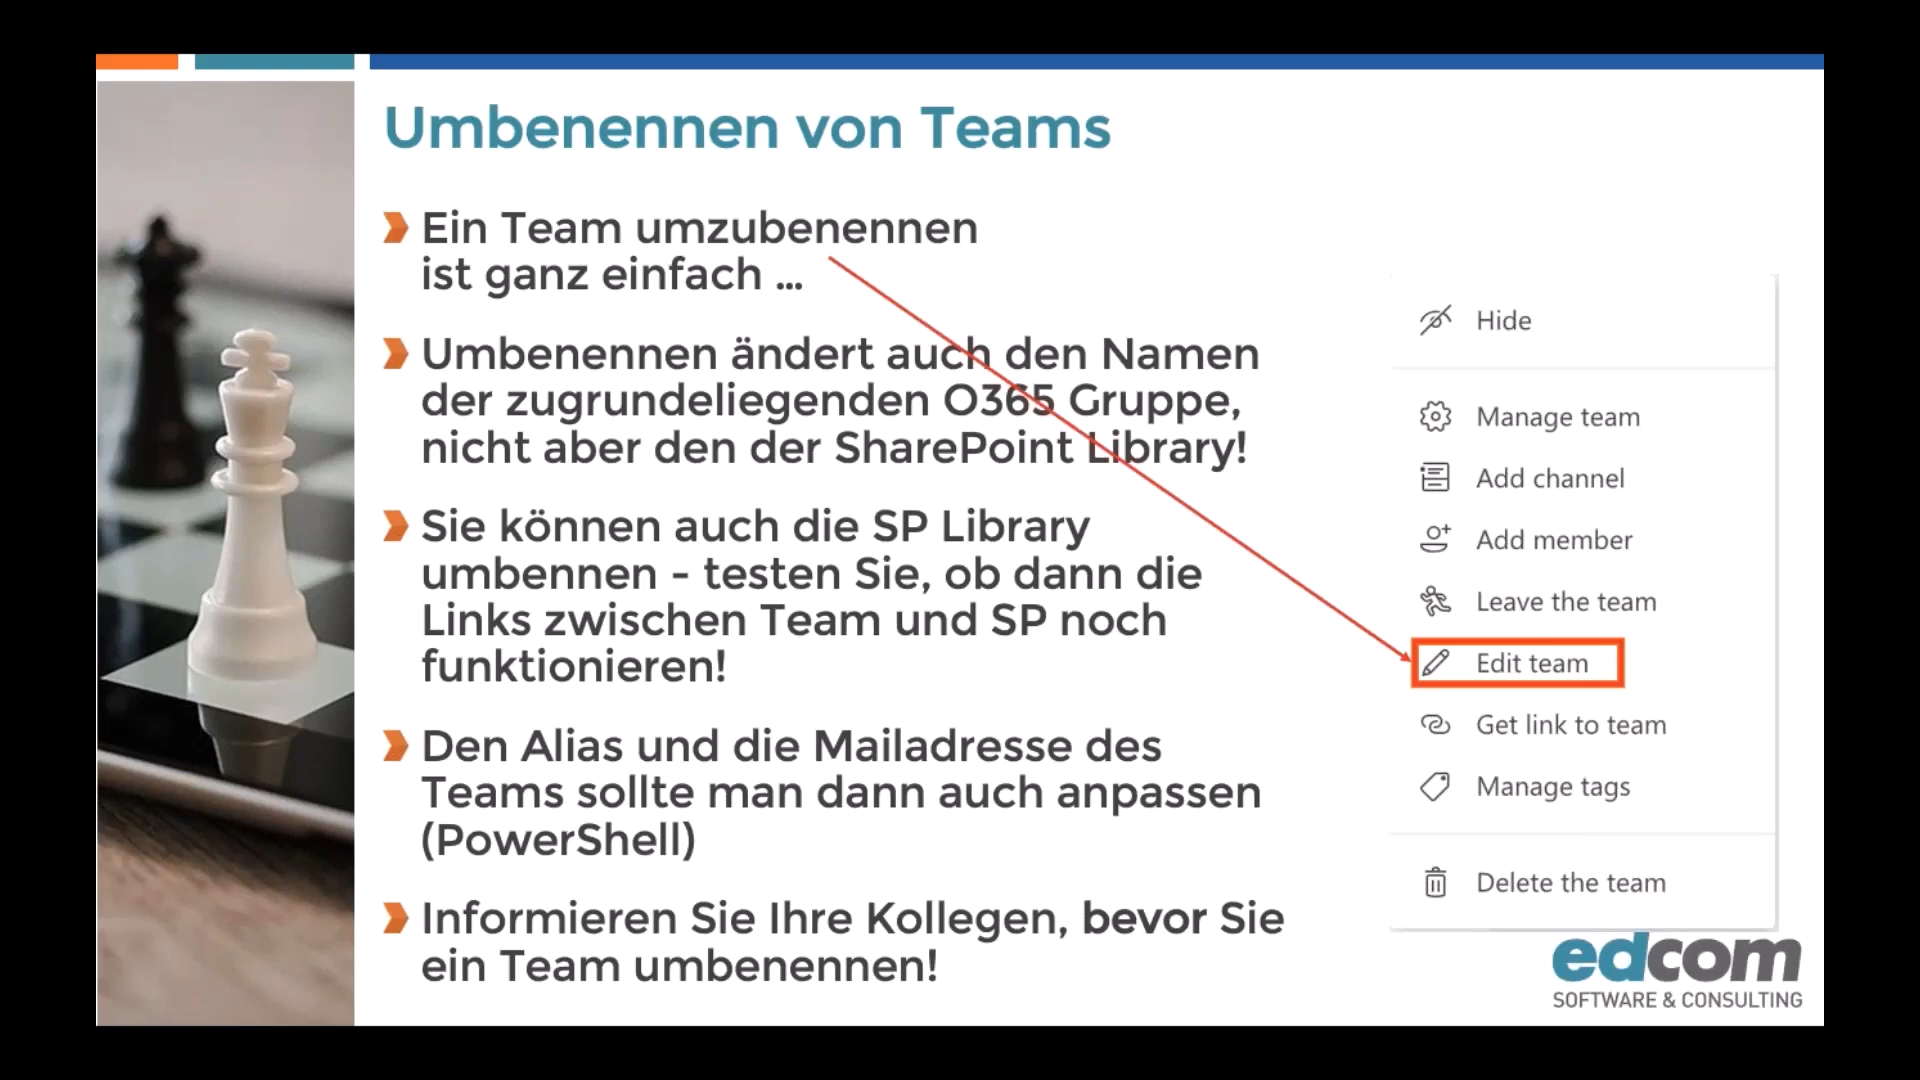 Umbenennen von Teams
Ein Team umzubenennen
ist ganz einfach ...
Umbenennen ändert auch den Namen
der zugrundeliegenden O365 Gruppe,
nicht aber den der SharePoint Library!
Sie können auch die SP Library
umbennen - testen Sie, ob dann die
Links zwischen Team und SP noch
funktionieren!
Den Alias und die Mailadresse des
Teams sollte man dann auch anpassen
(PowerShell)
Informieren Sie Ihre Kollegen, bevor Sie
ein Team umbenennen!
Hide
Manage team
Add channel
Add member
Leave the team
Edit team
Get link to team
Manage tags
Delete the team
edcom
SOFTWARE & CONSULTING